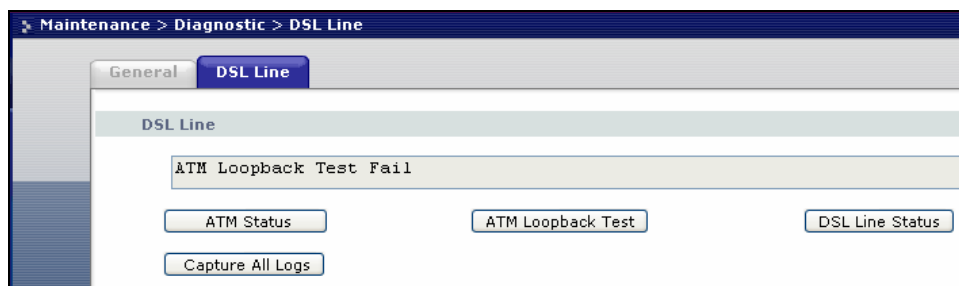 Maintenance > Diagnostic > DSL Line
General DSL Line
DSL Line
ATM Loopback Test Fail
ATM Status ATM Loopback Test DSL Line Status
Capture All Logs